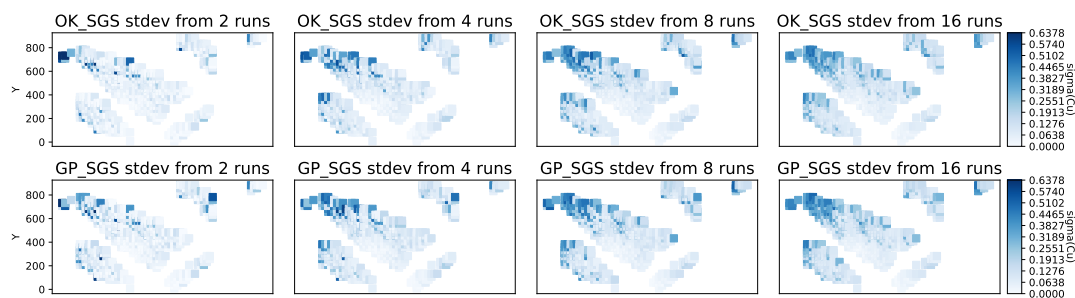 OK_SGS stdev from 2 runs
OK_SGS stdev from 4 runs
OK_SGS stdev from 8 runs
OK_SGS stdev from 16 runs
800
600
400
200
0
Y
0.6378
0.5740
0.5102
0.4465
0.3827
0.3189
0.2551
0.1913
0.1276
0.0638
0.0000
sigma(Cu)
GP_SGS stdev from 2 runs
GP_SGS stdev from 4 runs
GP_SGS stdev from 8 runs
GP_SGS stdev from 16 runs
800
600
400
200
0
Y
0.6378
0.5740
0.5102
0.4465
0.3827
0.3189
0.2551
0.1913
0.1276
0.0638
0.0000
sigma(Cu)